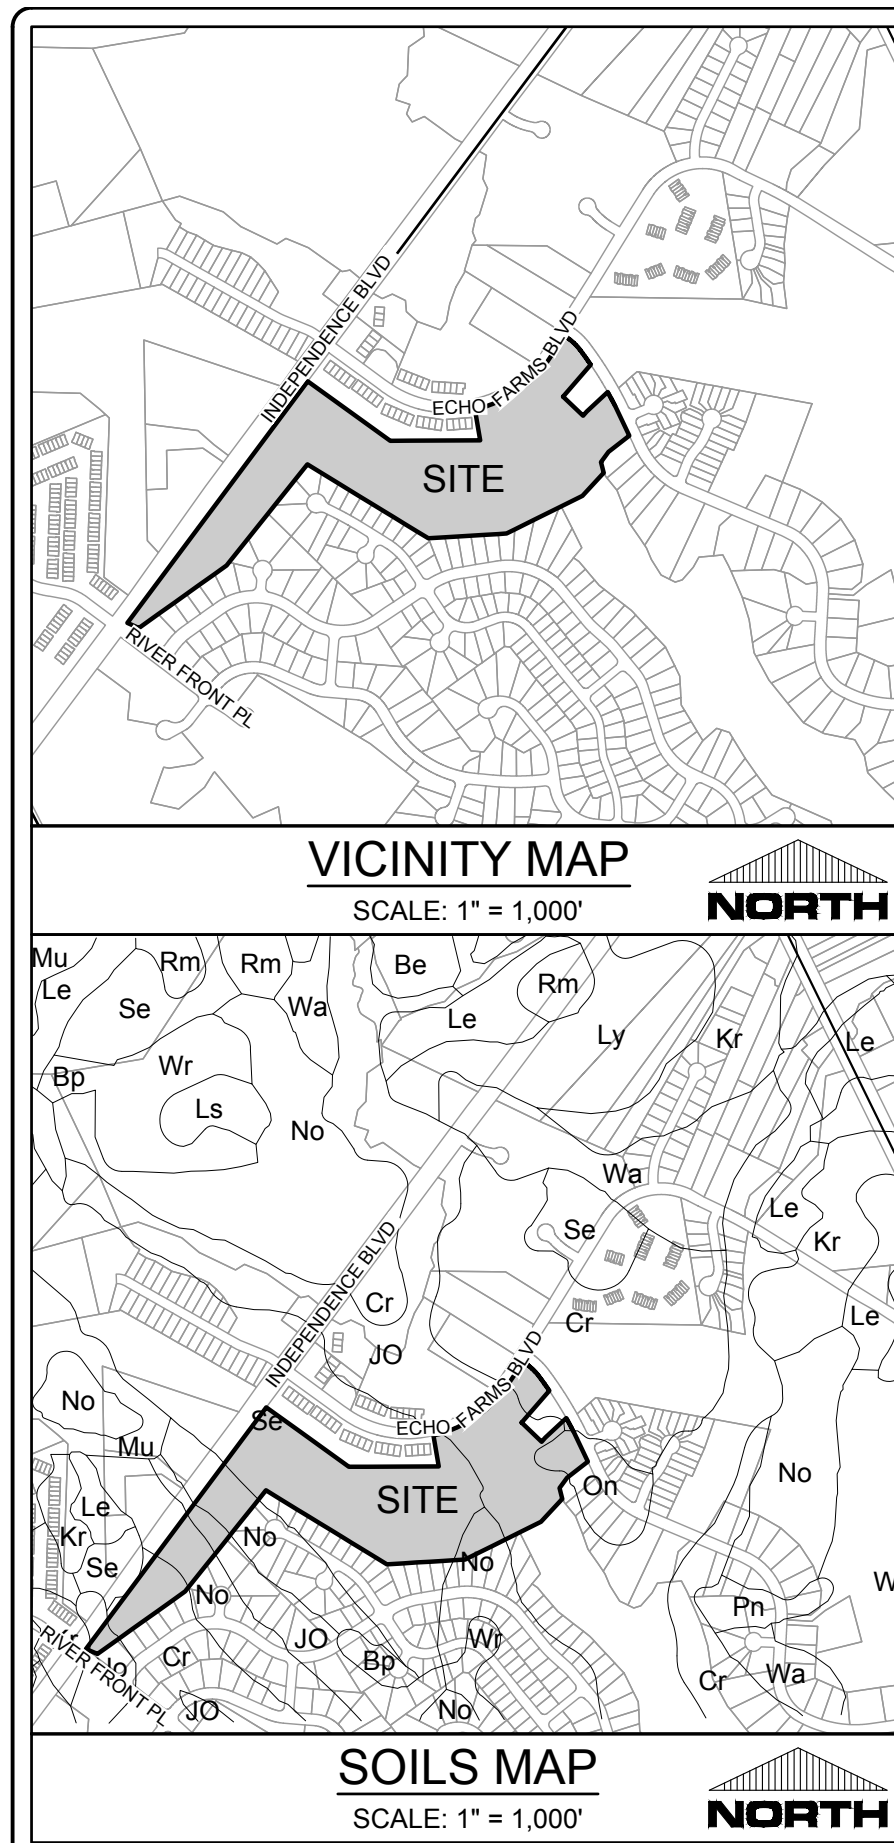 INDEPENDENCE BLVD
ECHO FARMS BLVD
SITE
RIVER FRONT PL
VICINITY MAP
SCALE: 1" = 1,000'
NORTH
Mu
Rm
Rm
Be
Le
Rm
Se
Wa
Le
Ly
Kr
Le
Bp
Wr
Ls
No
Wa
Le
Se
Kr
INDEPENDENCE BLVD
Cr
Cr
Le
JO
No
Se
ECHO FARMS BLVD
Mu
No
On
SITE
Le
Kr
No
No
Se
No
Pn
JO
Wr
Cr
Bp
Cr
Wa
RIVER FRONT PL
JO
No
SOILS MAP
SCALE: 1" = 1,000'
NORTH